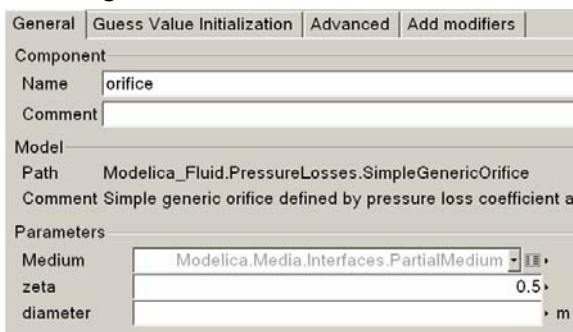 General Guess Value Initialization Advanced Add modifiers
Component
Name orifice
Comment
Model
Path Modelica_Fluid.PressureLosses.SimpleGenericOrifice
Comment Simple generic orifice defined by pressure loss coefficient a
Parameters
Medium Modelica.Media.Interfaces.PartialMedium
zeta 0.5
diameter m